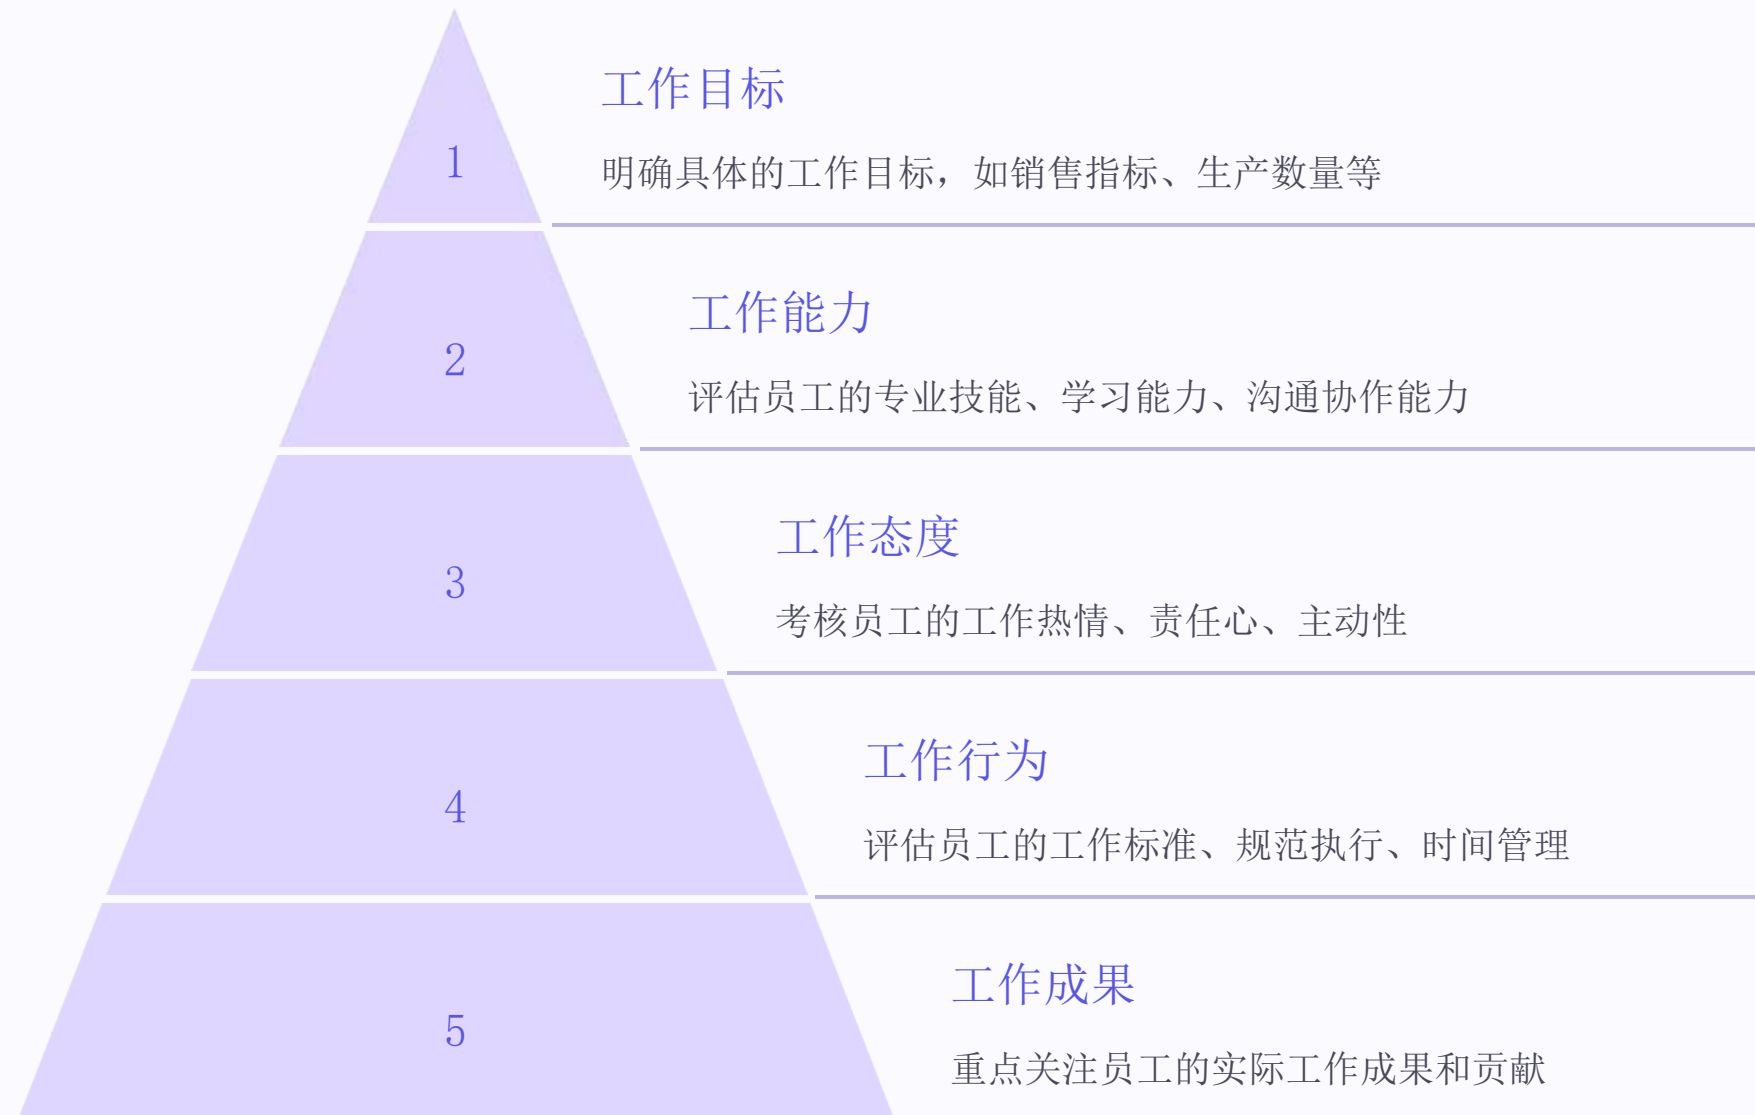 工作目标
1
明确具体的工作目标，如销售指标、生产数量等
工作能力
2
评估员工的专业技能、学习能力、沟通协作能力
工作态度
3
考核员工的工作热情、责任心、主动性
工作行为
4
评估员工的工作标准、规范执行、时间管理
工作成果
5
重点关注员工的实际工作成果和贡献